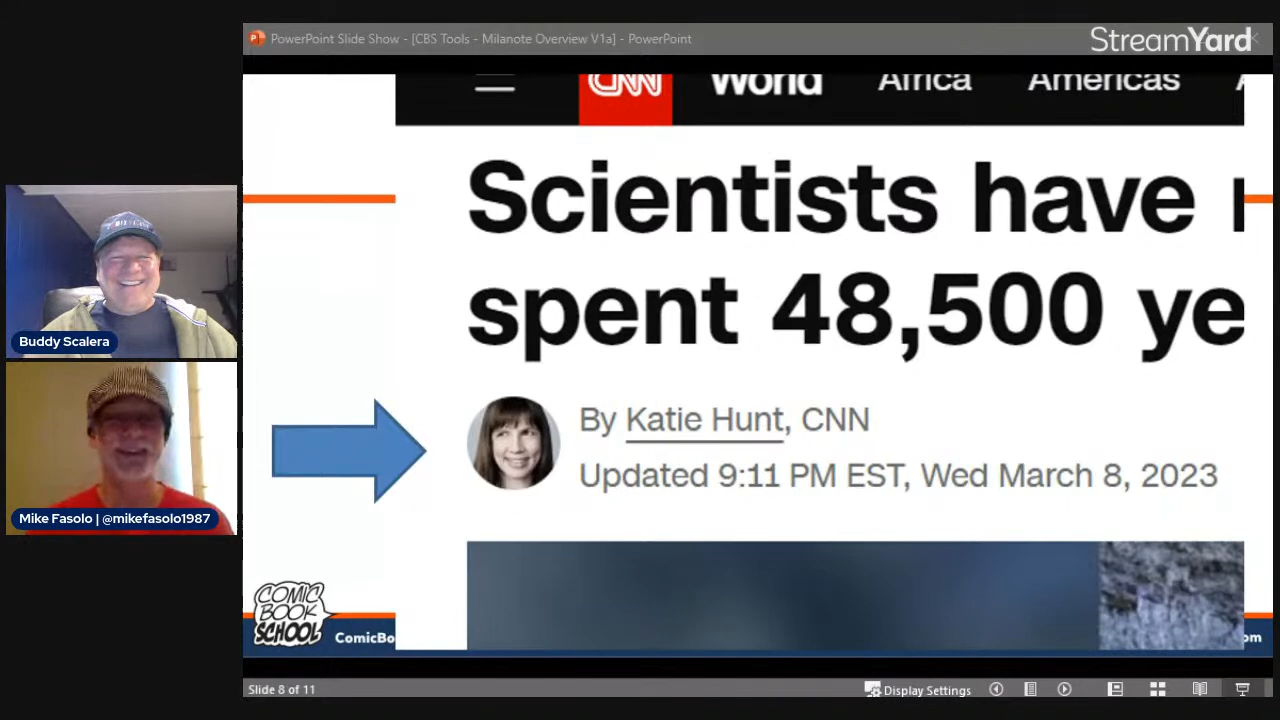 PowerPoint Slide Show - [CBS Tools - Milanote Overview V1a] - PowerPoint
StreamYard
CNN World Africa Americas
Scientists have
spent 48,500 ye
By Katie Hunt, CNN
Updated 9:11 PM EST, Wed March 8, 2023
Buddy Scalera
Mike Fasolo | @mikefasolo1987
COMIC
BOOK
SCHOOL
ComicBo
om
Slide 8 of 11
Display Settings